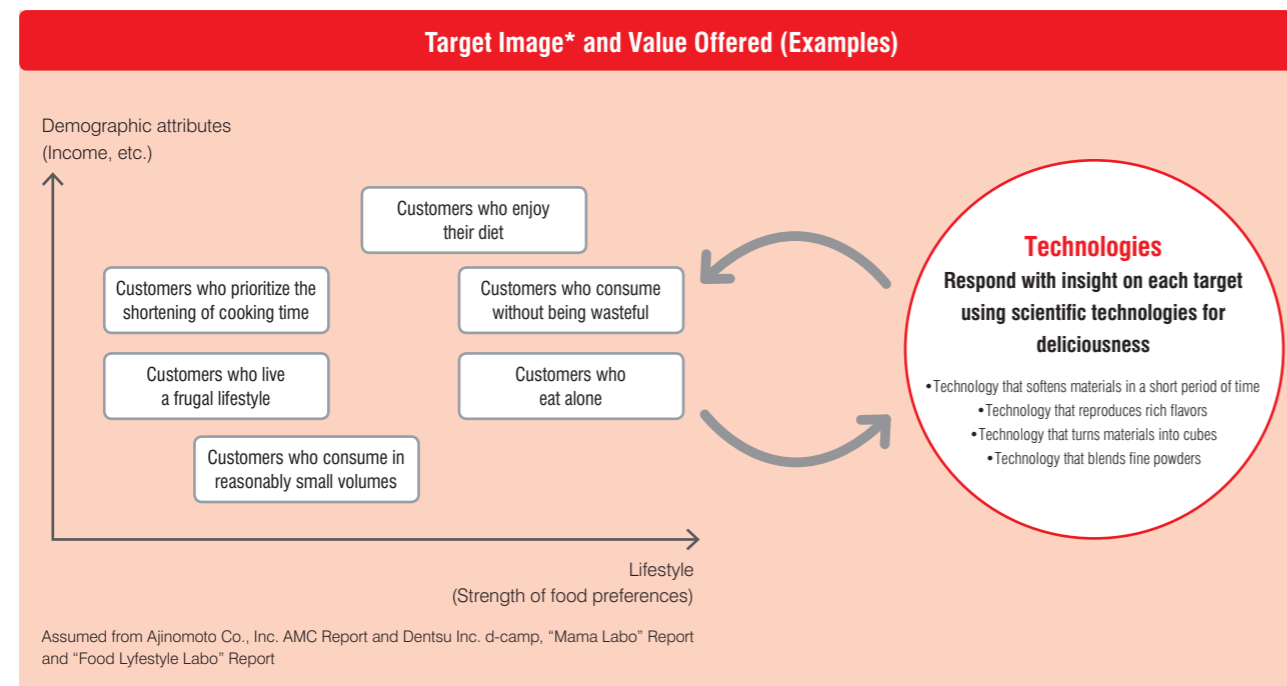 Target Image* and Value Offered (Examples)
Demographic attributes
(Income, etc.)
Customers who enjoy
their diet
Customers who prioritize the
shortening of cooking time
Customers who consume
without being wasteful
Customers who live
a frugal lifestyle
Customers who
eat alone
Customers who consume in
reasonably small volumes
Lifestyle
(Strength of food preferences)
Technologies
Respond with insight on each target
using scientific technologies for
deliciousness
•Technology that softens materials in a short period of time
•Technology that reproduces rich flavors
•Technology that turns materials into cubes
•Technology that blends fine powders
Assumed from Ajinomoto Co., Inc. AMC Report and Dentsu Inc. d-camp, “Mama Labo” Report
and “Food Lyfestyle Labo” Report